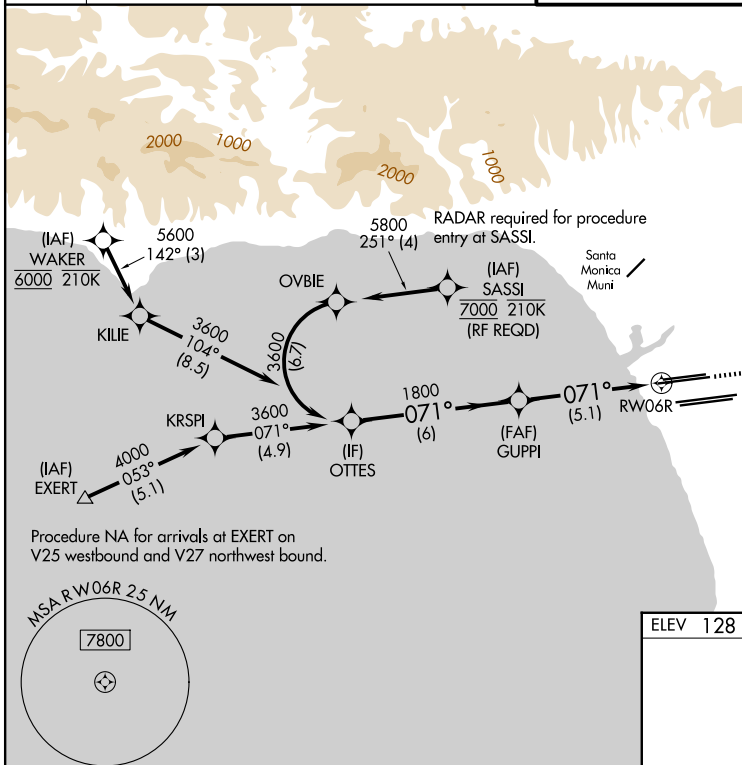 2000
1000
2000
1000
5600
142° (3)
(IAF)
WAKER
6000 210K
5800
251° (4)
RADAR required for procedure
entry at SASSI.
Santa
Monica
Muni
OVBIE
(IAF)
SASSI
7000 210K
(RF REQD)
KILIE
3600
104°
(8.5)
3600
(6.7)
KRSPI
3600
071°
(4.9)
1800
071°
(6)
071°
(5.1)
RW06R
(IAF)
EXERT
4000
053°
(5.1)
(IF)
OTTES
(FAF)
GUPPI
Procedure NA for arrivals at EXERT on
V25 westbound and V27 northwest bound.
MSA RW06R 25 NM
7800
ELEV 128